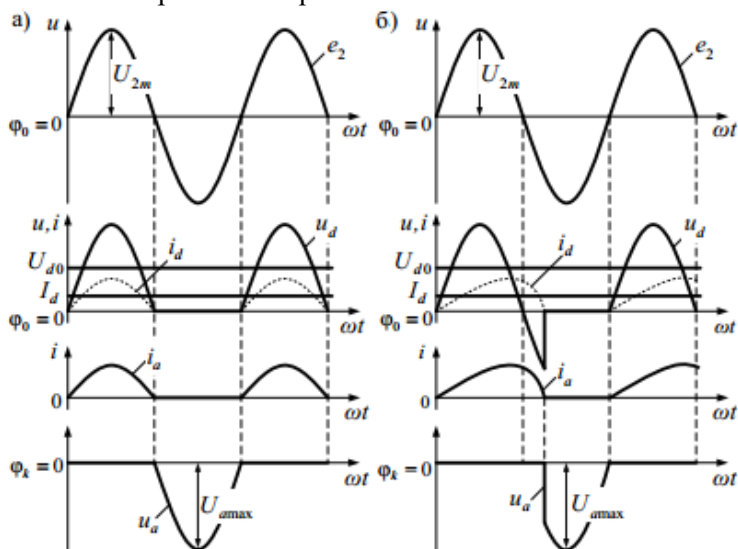 а)
u
U2m
e2
φ0 = 0
ωt
u, i
ud
Ud0
id
Id
φ0 = 0
ωt
i
ia
0
ωt
φk = 0
ωt
ua
Uamax
б)
u
U2m
e2
φ0 = 0
ωt
u, i
ud
Ud0
id
Id
φ0 = 0
ωt
i
ia
0
ωt
φk = 0
ωt
ua
Uamax